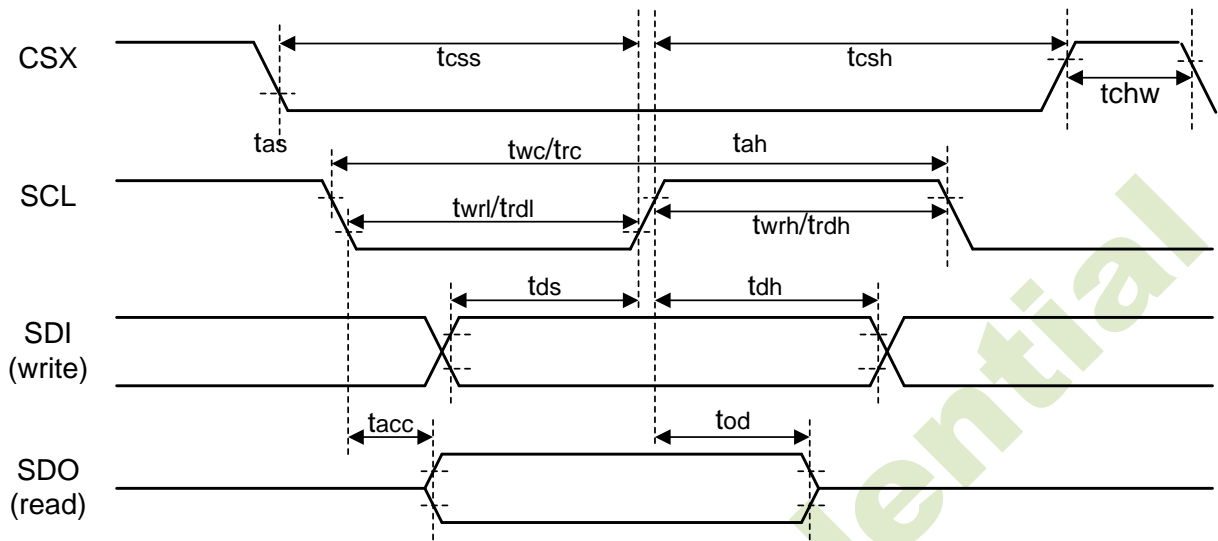 CSX
tcss
tcsh
tchw
tas
twc/trc
tah
SCL
twrl/trdl
twrh/trdh
tds
tdh
SDI
(write)
tacc
tod
SDO
(read)
ential